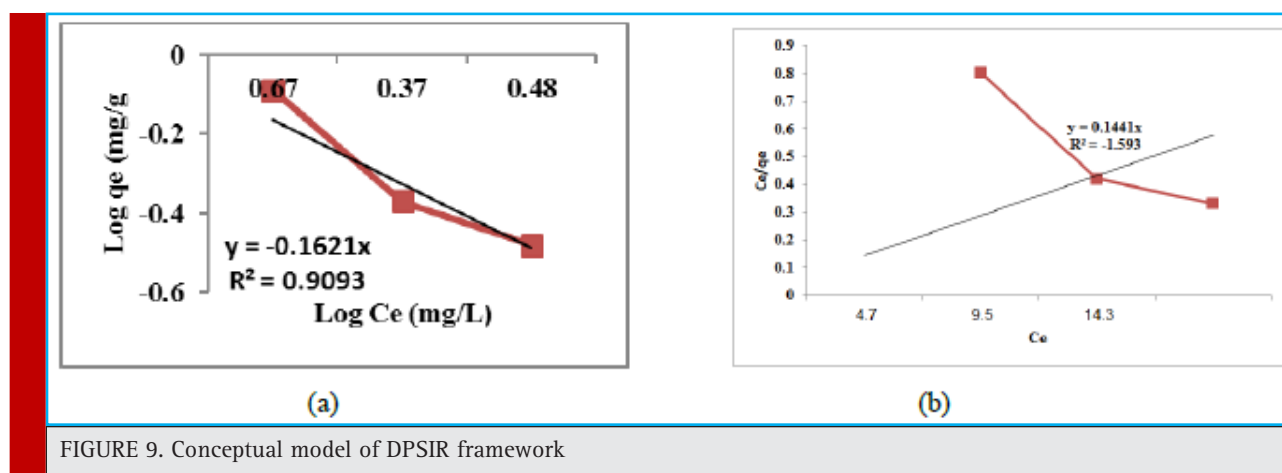 0
0.67 0.37 0.48
-0.2
-0.4
-0.6
Log qe (mg/g)
y = -0.1621x
R² = 0.9093
Log Ce (mg/L)
(a)
0.9
0.8
0.7
0.6
0.5
0.4
0.3
0.2
0.1
0
Ce/qe
y = 0.1441x
R² = -1.593
4.7 9.5 14.3
Ce
(b)
FIGURE 9. Conceptual model of DPSIR framework